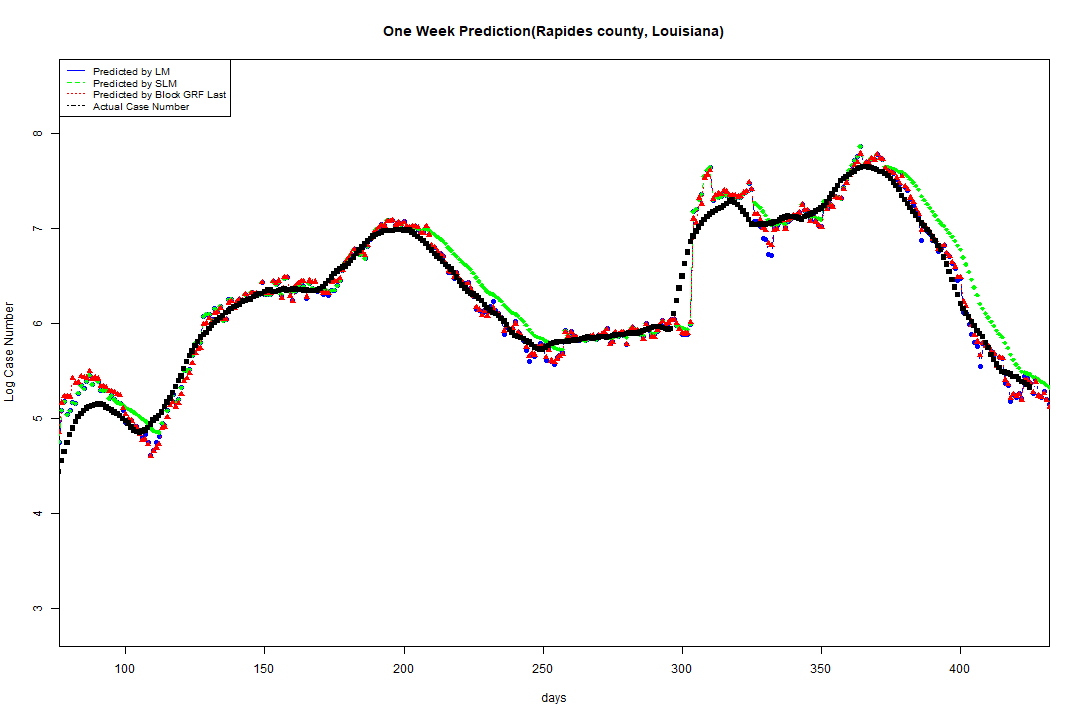 One Week Prediction(Rapides county, Louisiana)
Predicted by LM
Predicted by SLM
Predicted by Block GRF Last
Actual Case Number
8
7
6
5
4
3
Log Case Number
100 150 200 250 300 350 400
days